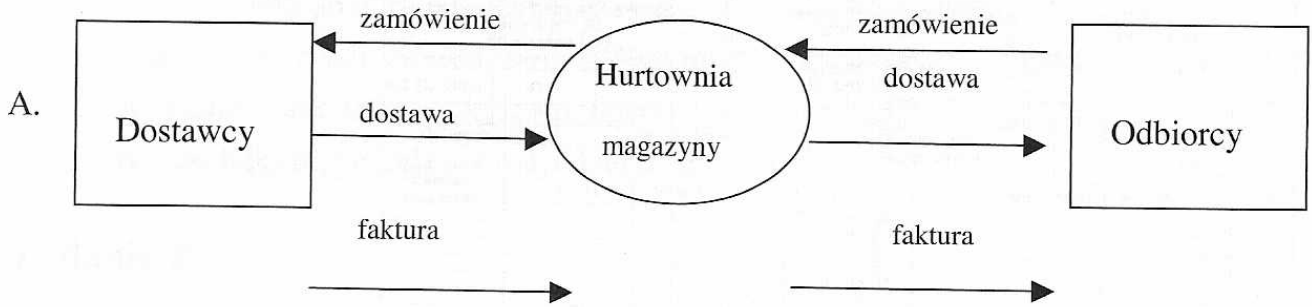 zamówienie
zamówienie
Hurtownia
dostawa
A.
dostawa
Dostawcy
magazyny
Odbiorcy
faktura
faktura